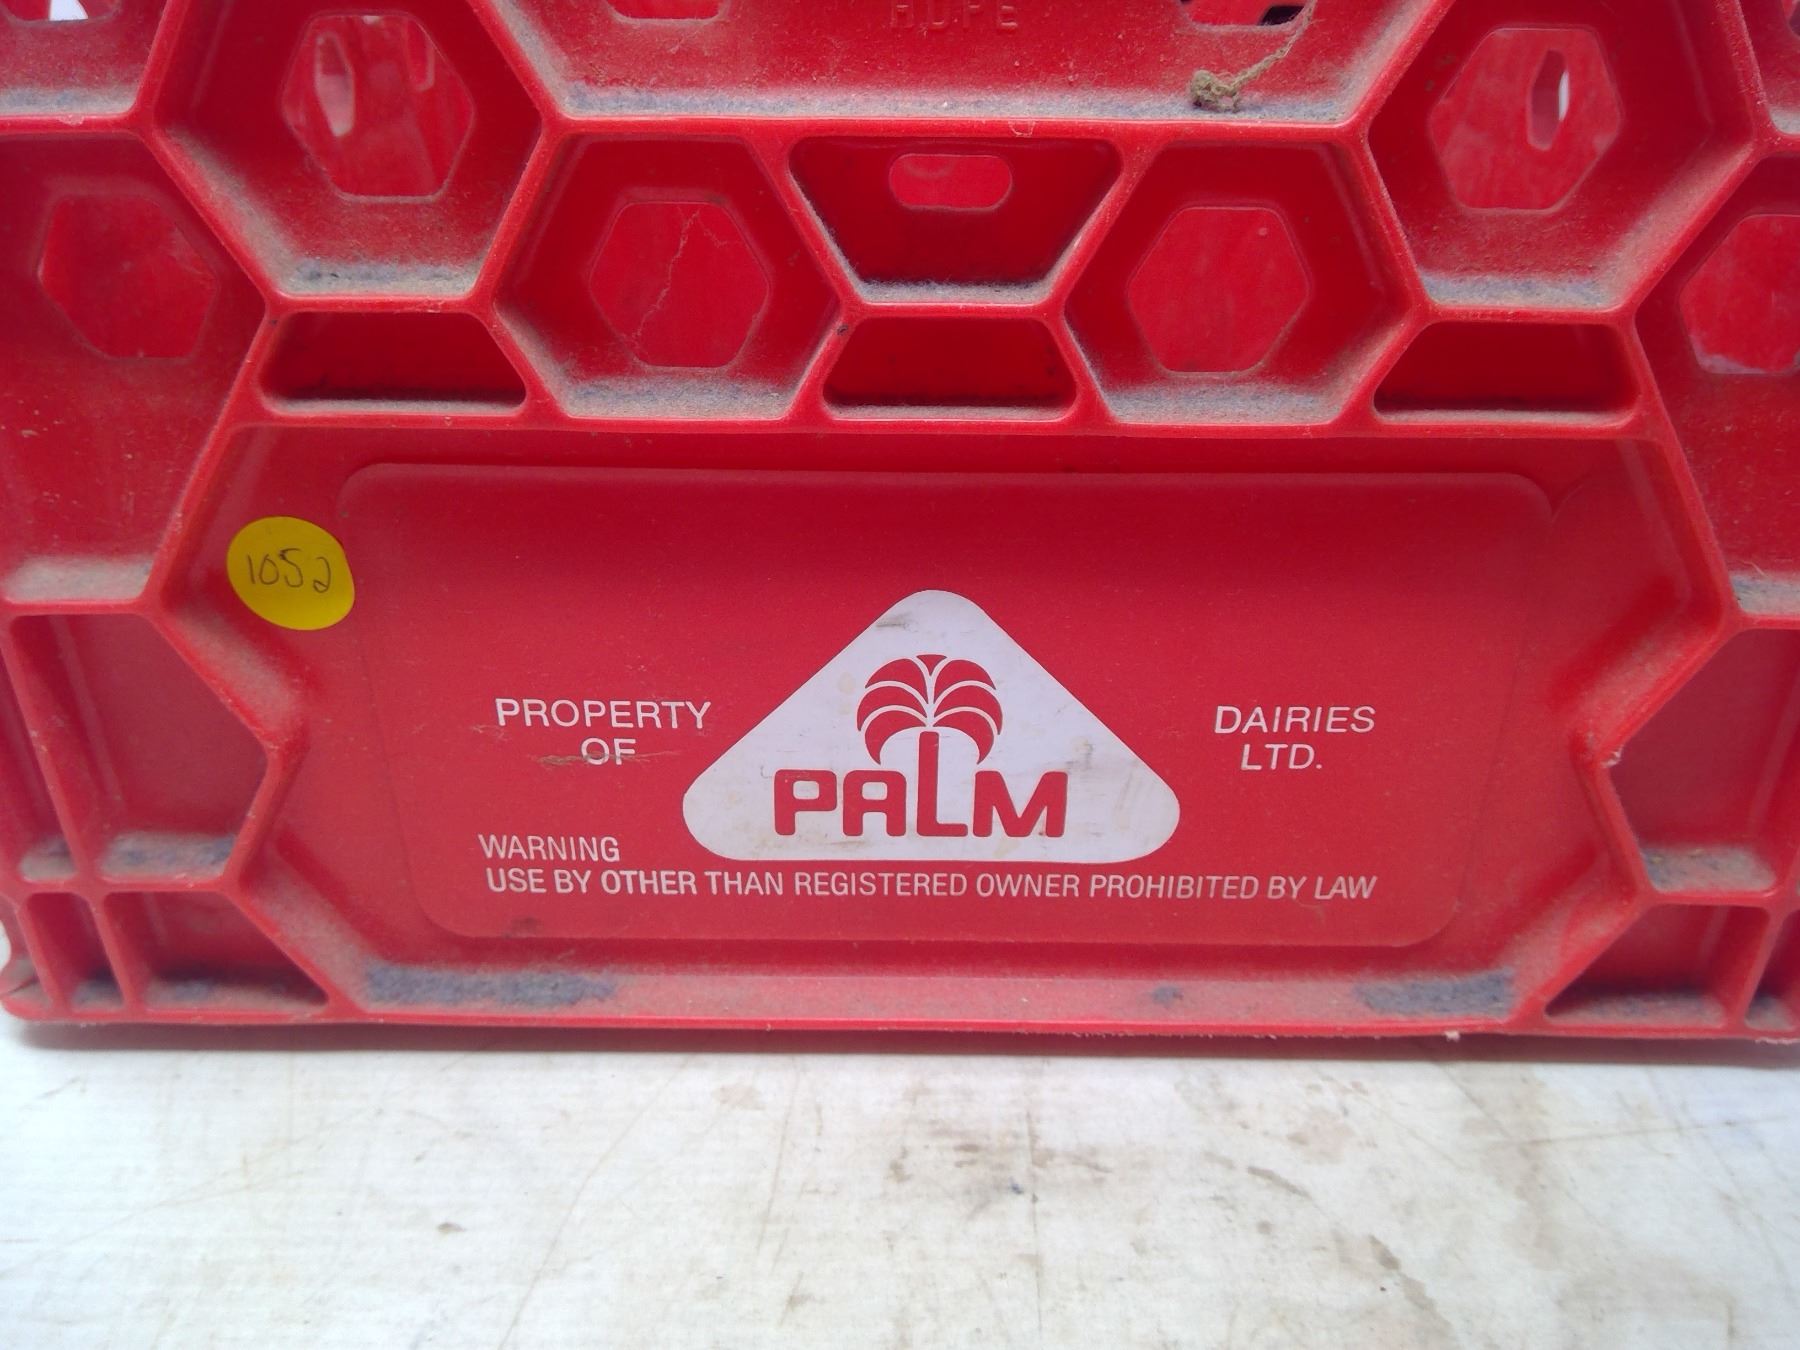 HDPE
1052
PROPERTY
OF
PALM
DAIRIES
LTD.
WARNING
USE BY OTHER THAN REGISTERED OWNER PROHIBITED BY LAW